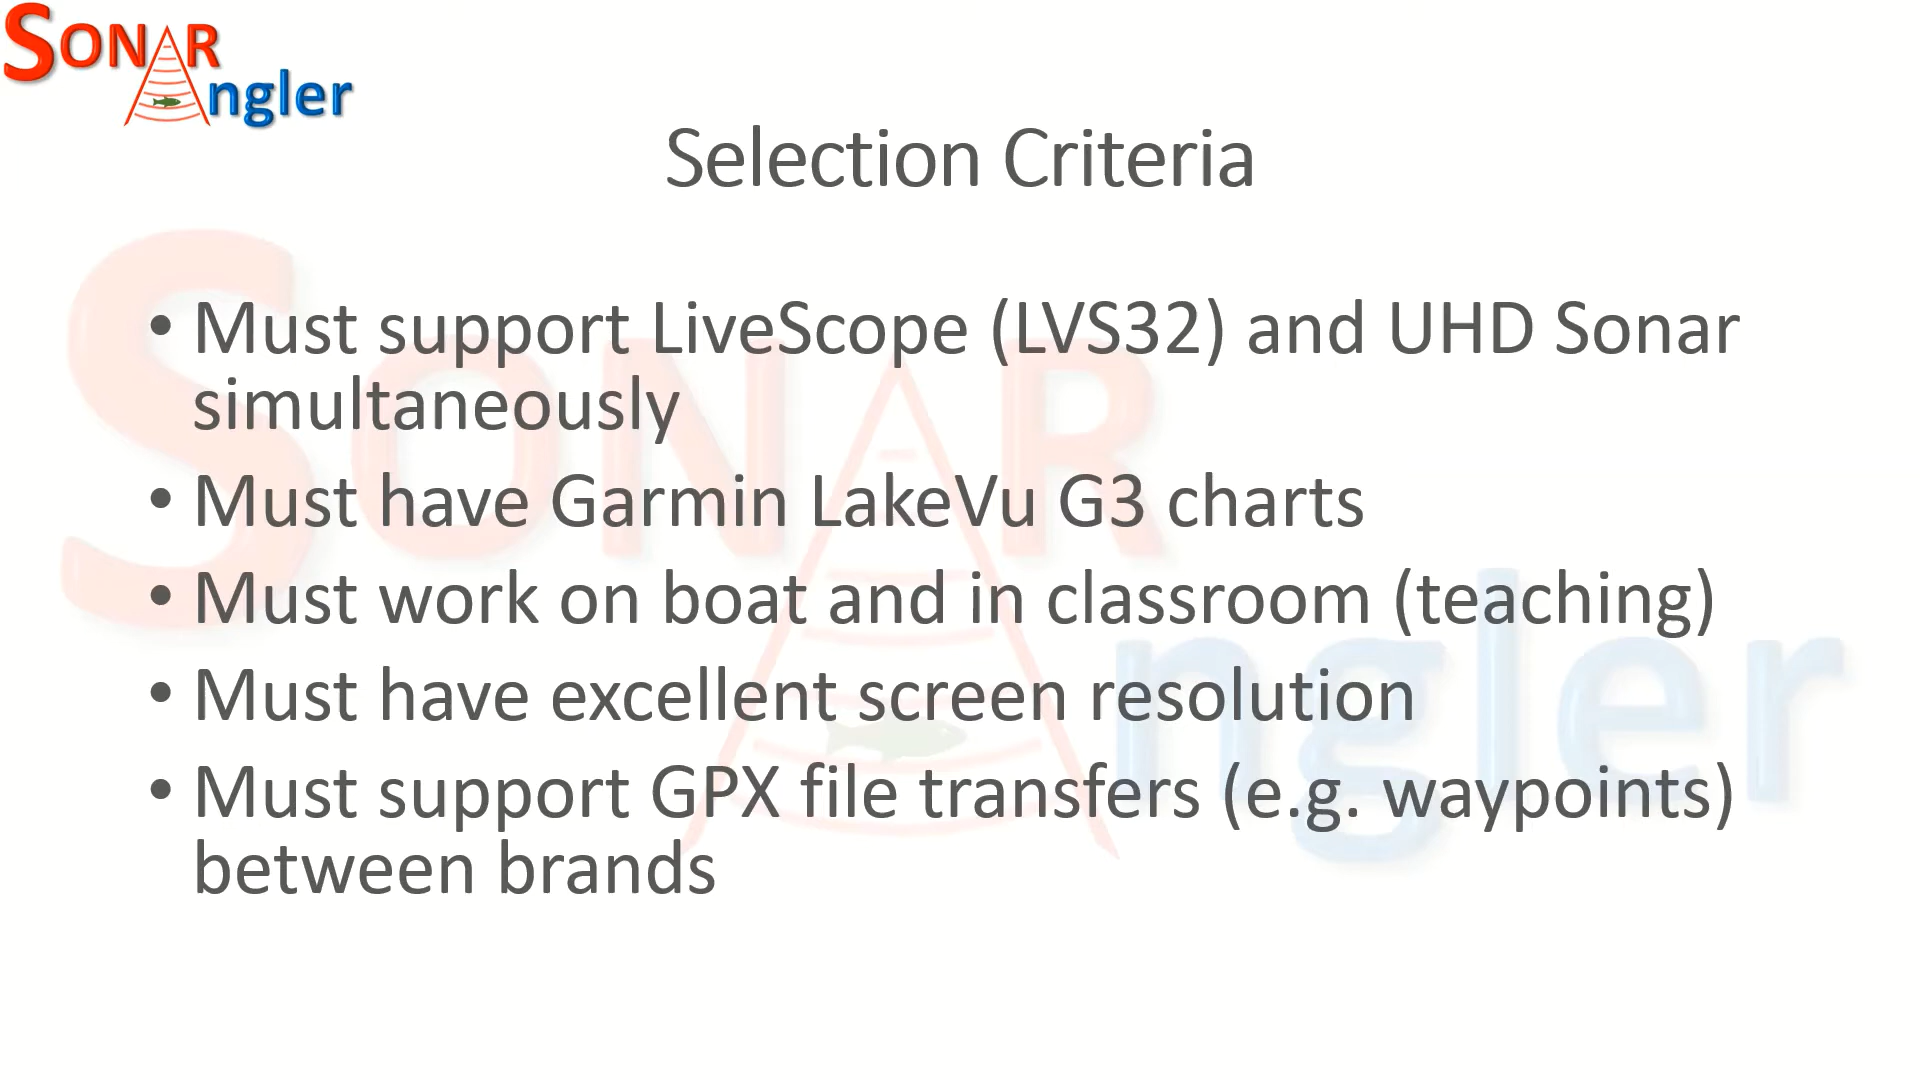 SONAR
Angler
Selection Criteria
• Must support LiveScope (LVS32) and UHD Sonar
simultaneously
• Must have Garmin LakeVu G3 charts
• Must work on boat and in classroom (teaching)
• Must have excellent screen resolution
• Must support GPX file transfers (e.g. waypoints)
between brands